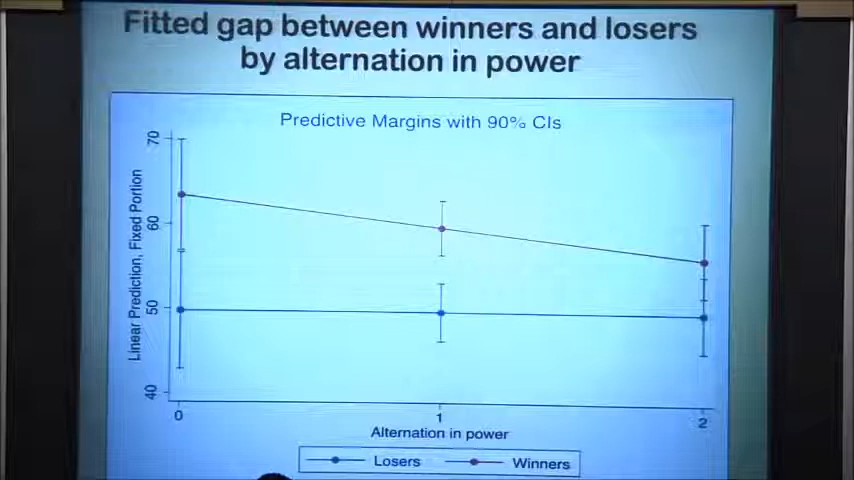 Fitted gap between winners and losers
by alternation in power
Predictive Margins with 90% CIs
Linear Prediction, Fixed Portion
70
60
50
40
0
1
2
Alternation in power
Losers
Winners